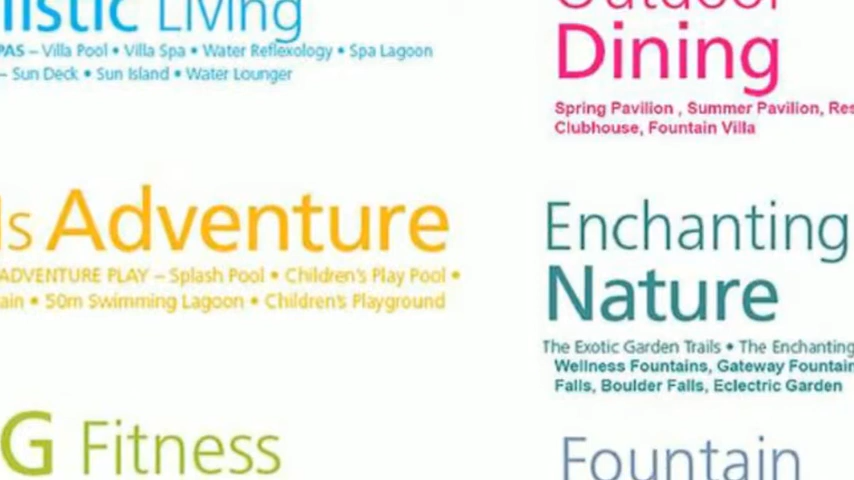 Living
PAS – Villa Pool • Villa Spa • Water Reflexology • Spa Lagoon
– Sun Deck • Sun Island • Water Lounger
Outdoor
Dining
Spring Pavilion , Summer Pavilion, Res
Clubhouse, Fountain Villa
ds Adventure
ADVENTURE PLAY – Splash Pool • Children's Play Pool •
ain • 50m Swimming Lagoon • Children's Playground
Enchanting
Nature
The Exotic Garden Trails • The Enchanting
Wellness Fountains, Gateway Fountain
Falls, Boulder Falls, Eclectric Garden
G Fitness
Fountain